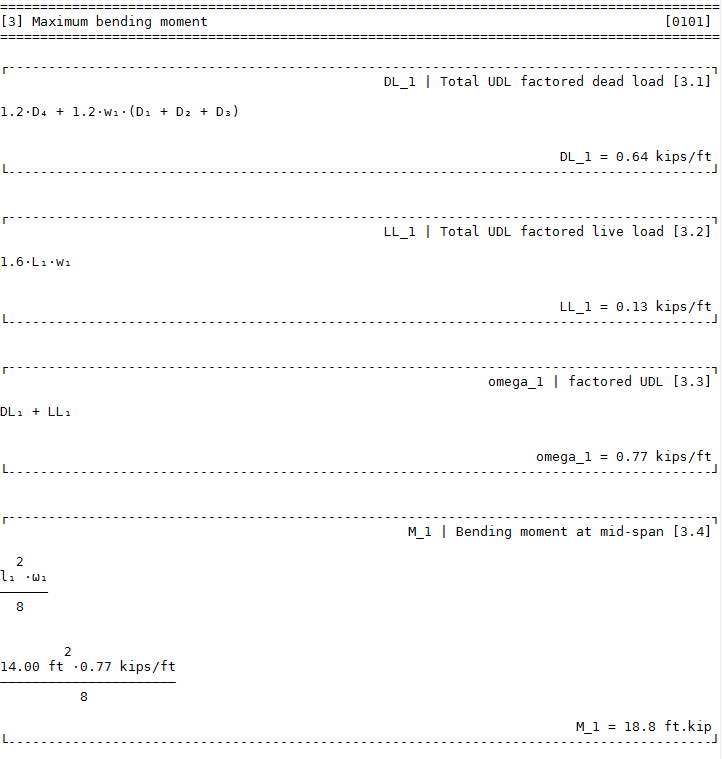 [3] Maximum bending moment [0101]
DL_1 | Total UDL factored dead load [3.1]
1.2·D₄ + 1.2·w₁·(D₁ + D₂ + D₃)
DL_1 = 0.64 kips/ft
LL_1 | Total UDL factored live load [3.2]
1.6·L₁·w₁
LL_1 = 0.13 kips/ft
omega_1 | factored UDL [3.3]
DL₁ + LL₁
omega_1 = 0.77 kips/ft
M_1 | Bending moment at mid-span [3.4]
2
l₁ ·ω₁
8
2
14.00 ft ·0.77 kips/ft
8
M_1 = 18.8 ft.kip